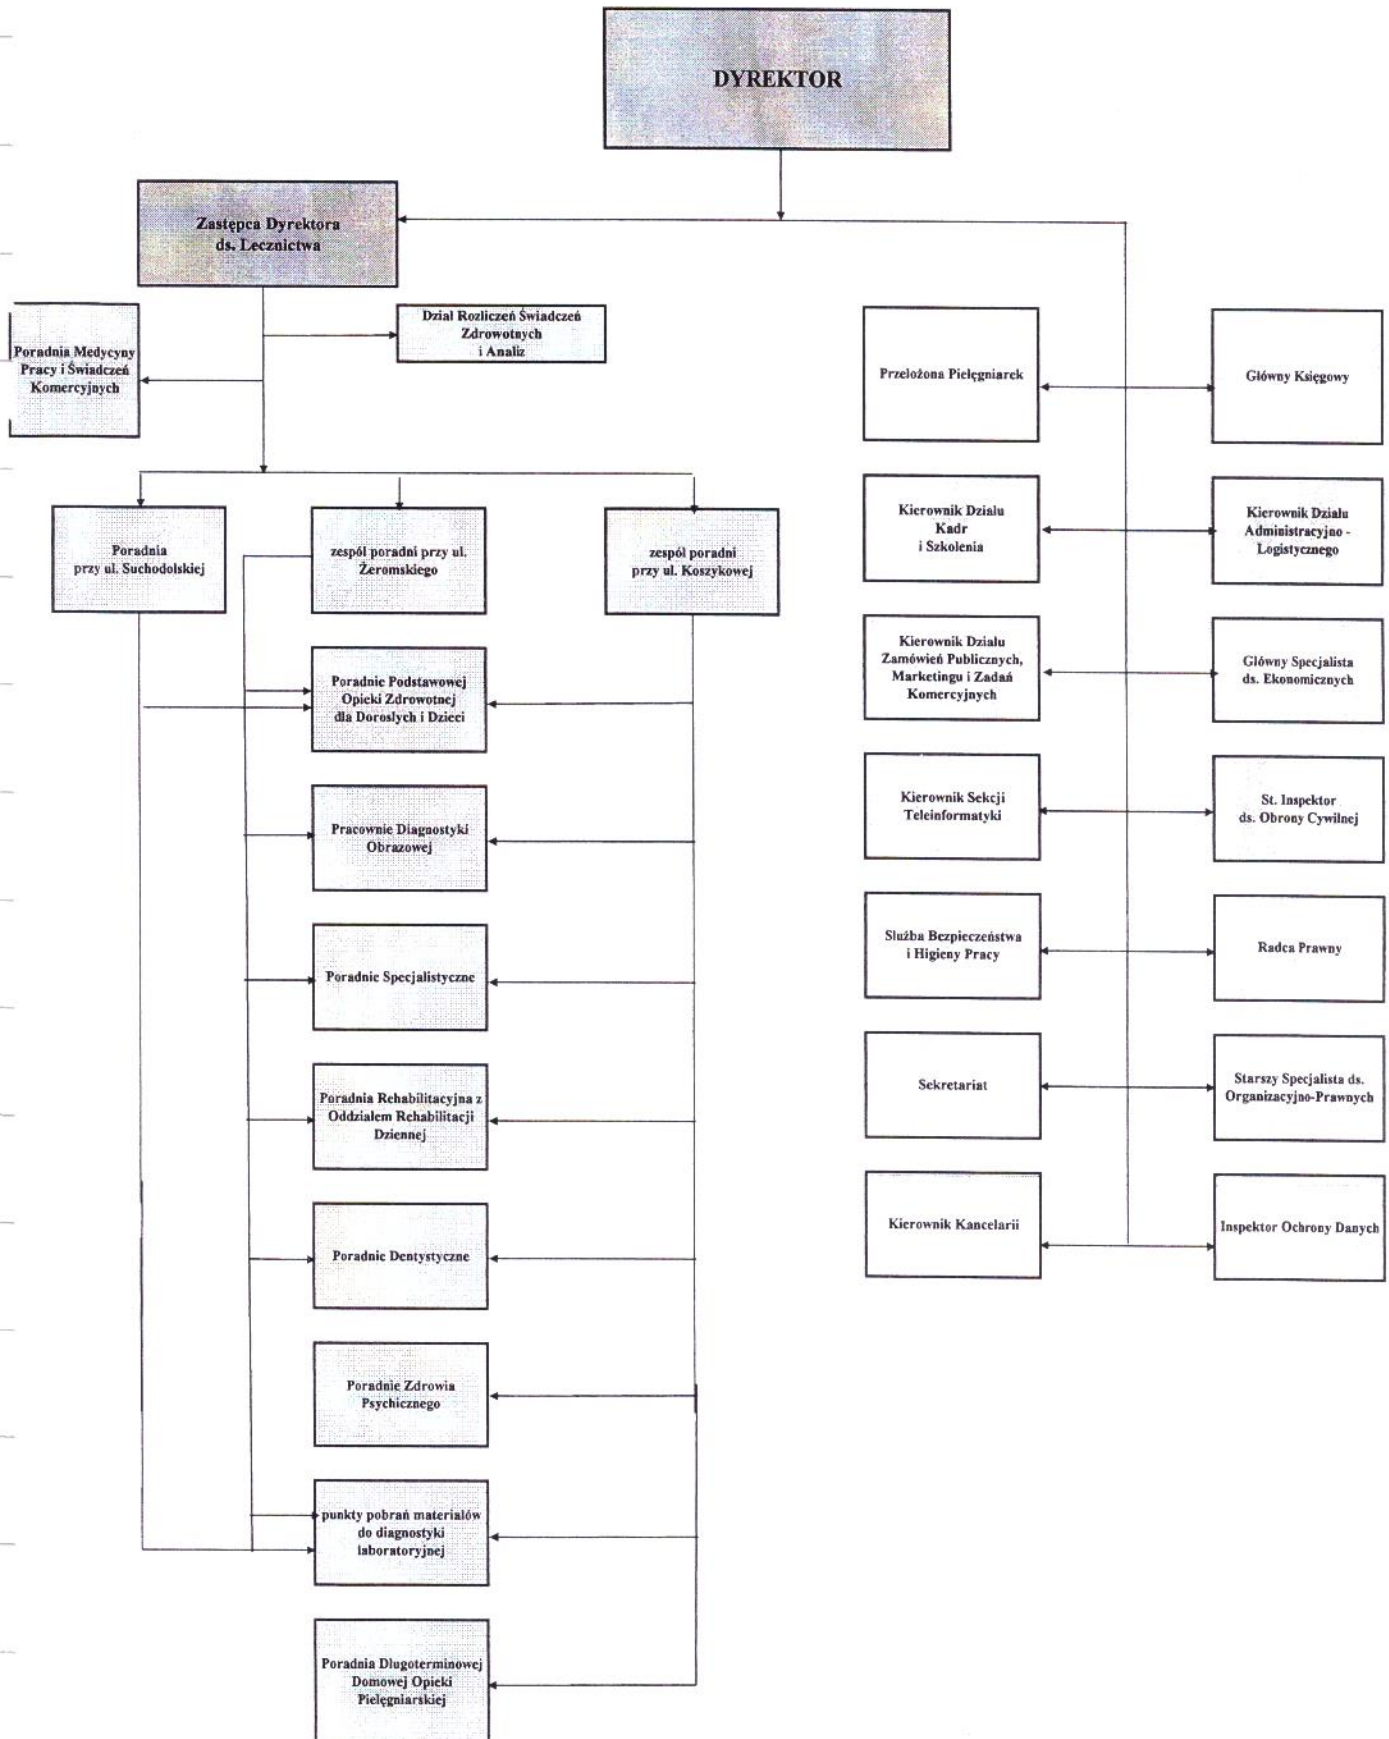 DYREKTOR
Zastępca Dyrektora
ds. Lecznictwa
Dział Rozliczeń Świadczeń
Zdrowotnych
i Analiz
Poradnia Medycyny
Pracy i Świadczeń
Komercyjnych
Przełożona Pielęgniarek
Główny Księgowy
Kierownik Działu
Kadr
i Szkolenia
Kierownik Działu
Administracyjno -
Logistycznego
Poradnia
przy ul. Suchodolskiej
zespół poradni przy ul.
Żeromskiego
zespół poradni
przy ul. Koszykowej
Kierownik Działu
Zamówień Publicznych,
Marketingu i Zadań
Komercyjnych
Główny Specjalista
ds. Ekonomicznych
Poradnie Podstawowej
Opieki Zdrowotnej
dla Dorosłych i Dzieci
Kierownik Sekcji
Teleinformatyki
St. Inspektor
ds. Obrony Cywilnej
Pracownie Diagnostyki
Obrazowej
Służba Bezpieczeństwa
i Higieny Pracy
Radca Prawny
Poradnie Specjalistyczne
Sekretariat
Starszy Specjalista ds.
Organizacyjno-Prawnych
Poradnia Rehabilitacyjna z
Oddziałem Rehabilitacji
Dziennej
Kierownik Kancelarii
Inspektor Ochrony Danych
Poradnie Dentystyczne
Poradnie Zdrowia
Psychicznego
punkty pobrań materiałów
do diagnostyki
laboratoryjnej
Poradnia Długoterminowej
Domowej Opieki
Pielęgniarskiej